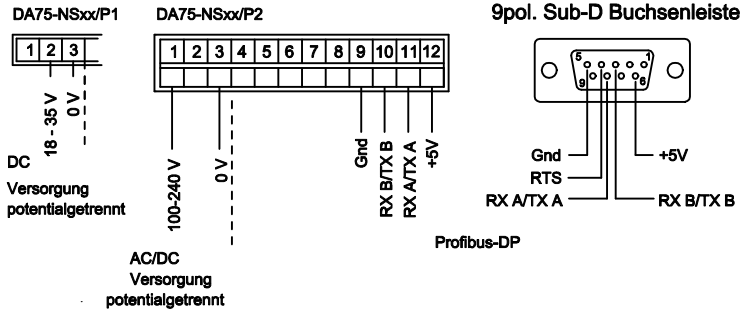 DA75-NSxx/P1
1 2 3
18 - 35 V
0 V
DC
Versorgung
potentialgetrennt
DA75-NSxx/P2
1 2 3 4 5 6 7 8 9 10 11 12
100-240 V
0 V
Gnd
RX B/TX B
RX A/TX A
+5V
AC/DC
Versorgung
potentialgetrennt
Profibus-DP
9pol. Sub-D Buchsenleiste
5 1
9 6
Gnd
+5V
RTS
RX A/TX A
RX B/TX B